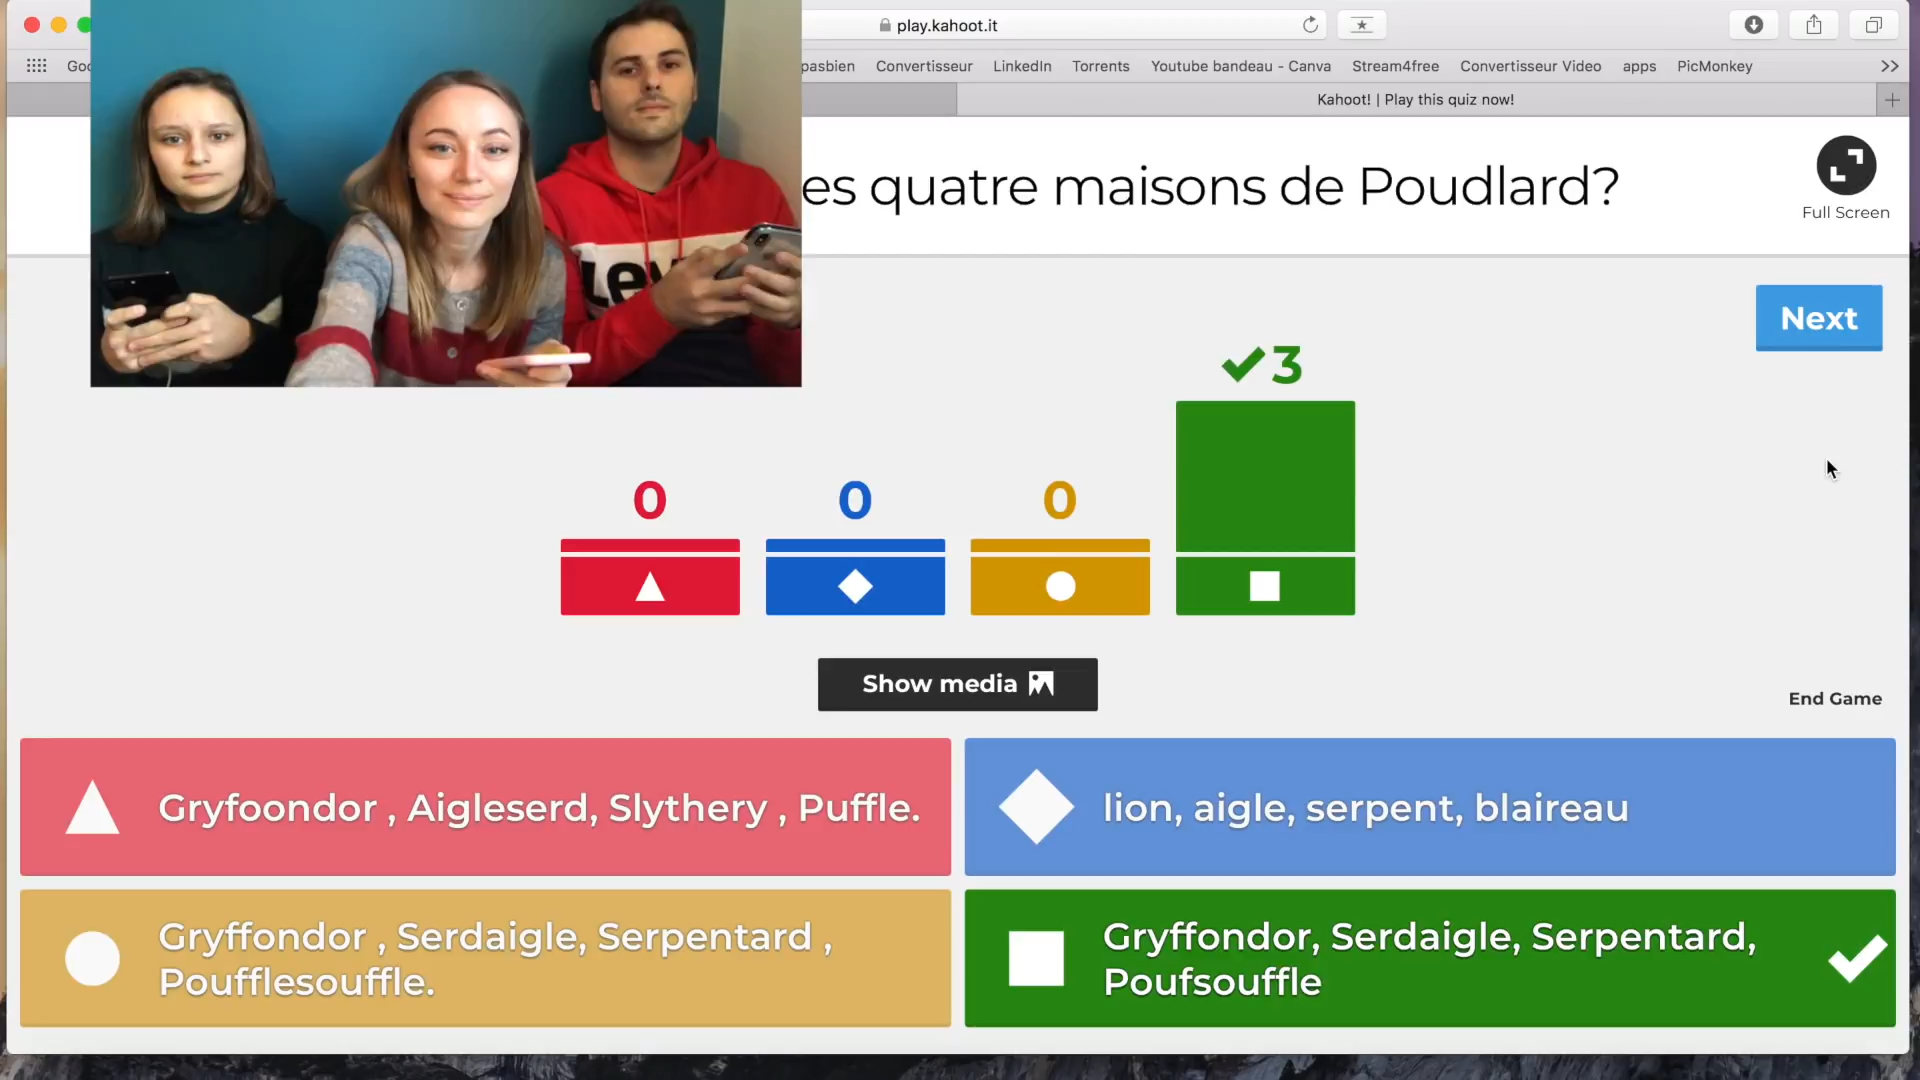 play.kahoot.it
pasbien Convertisseur LinkedIn Torrents Youtube bandeau - Canva Stream4free Convertisseur Video apps PicMonkey
Kahoot! | Play this quiz now!
es quatre maisons de Poudlard?
Full Screen
Next
3
0 0 0
Show media
End Game
Gryfoondor , Aigleserd, Slythery , Puffle.
lion, aigle, serpent, blaireau
Gryffondor , Serdaigle, Serpentard ,
Poufflesouffle.
Gryffondor, Serdaigle, Serpentard,
Poufsouffle